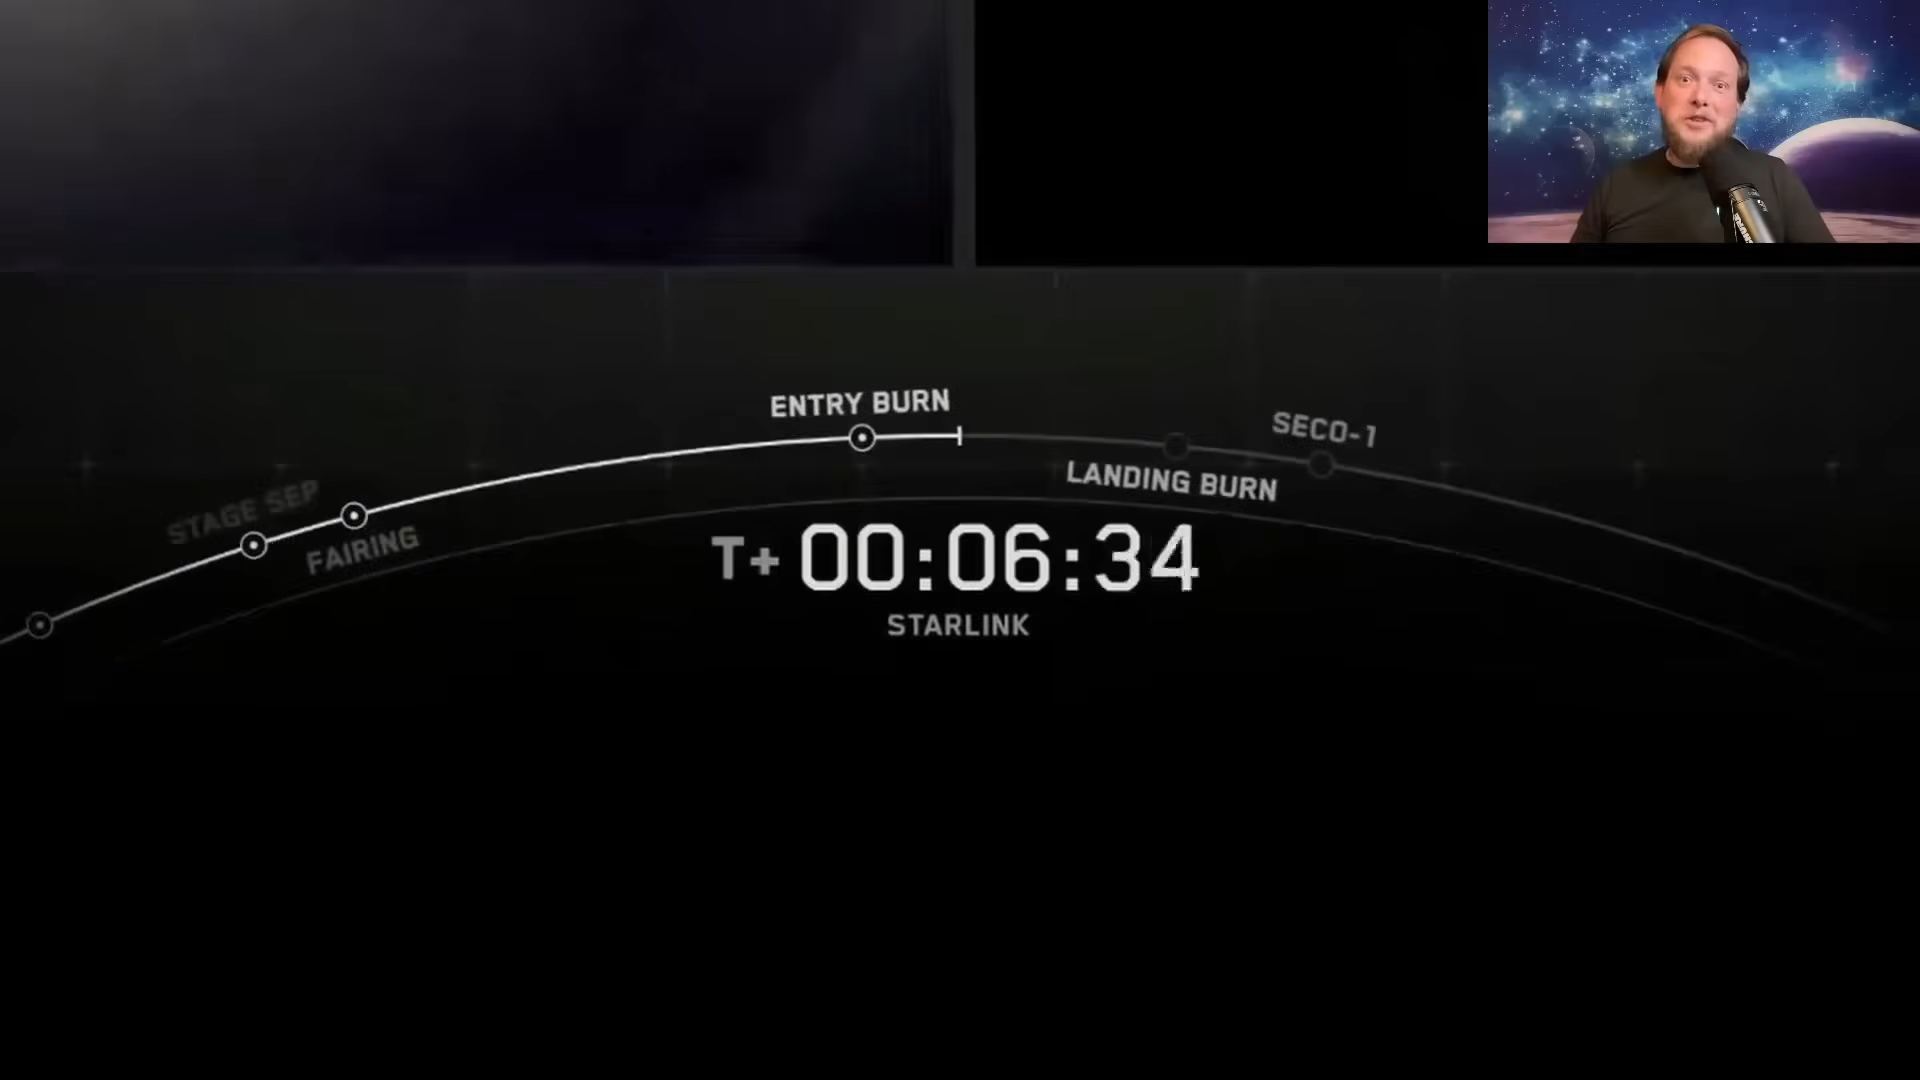 ENTRY BURN
SECO-1
LANDING BURN
STAGE SEP
FAIRING
T+ 00:06:34
STARLINK